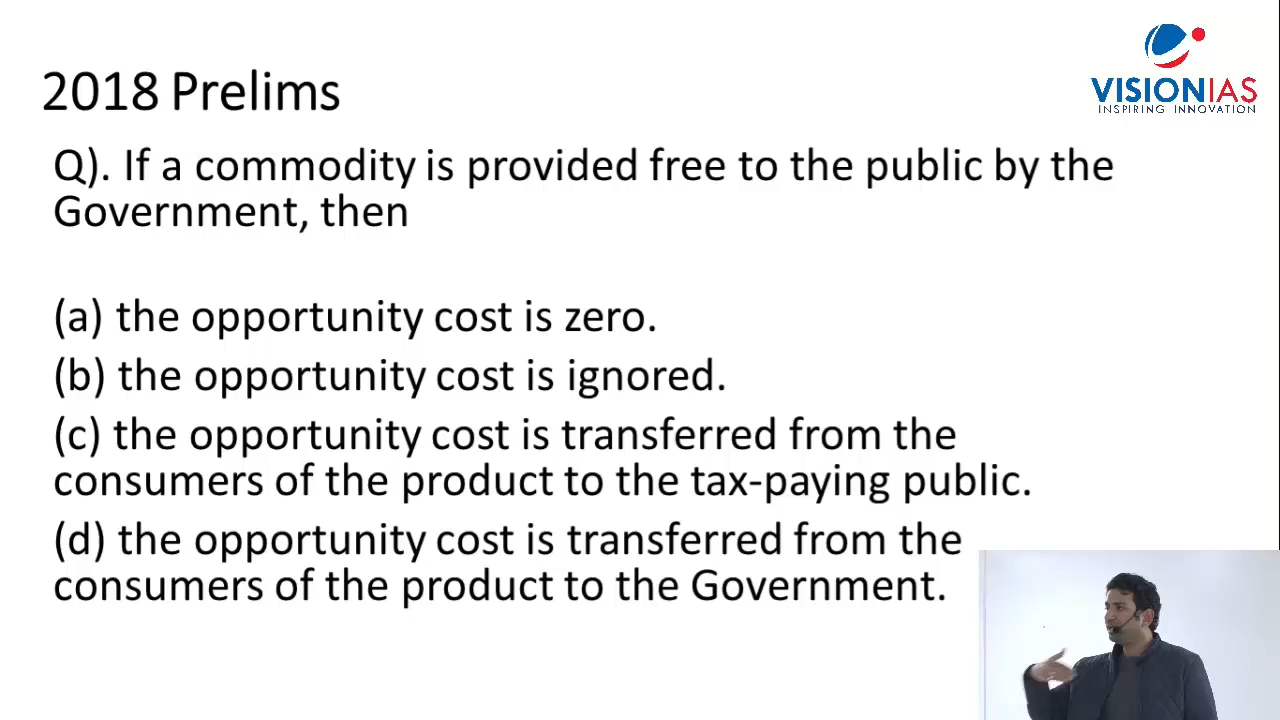 VISIONIAS
INSPIRING INNOVATION
2018 Prelims
Q). If a commodity is provided free to the public by the
Government, then
(a) the opportunity cost is zero.
(b) the opportunity cost is ignored.
(c) the opportunity cost is transferred from the
consumers of the product to the tax-paying public.
(d) the opportunity cost is transferred from the
consumers of the product to the Government.